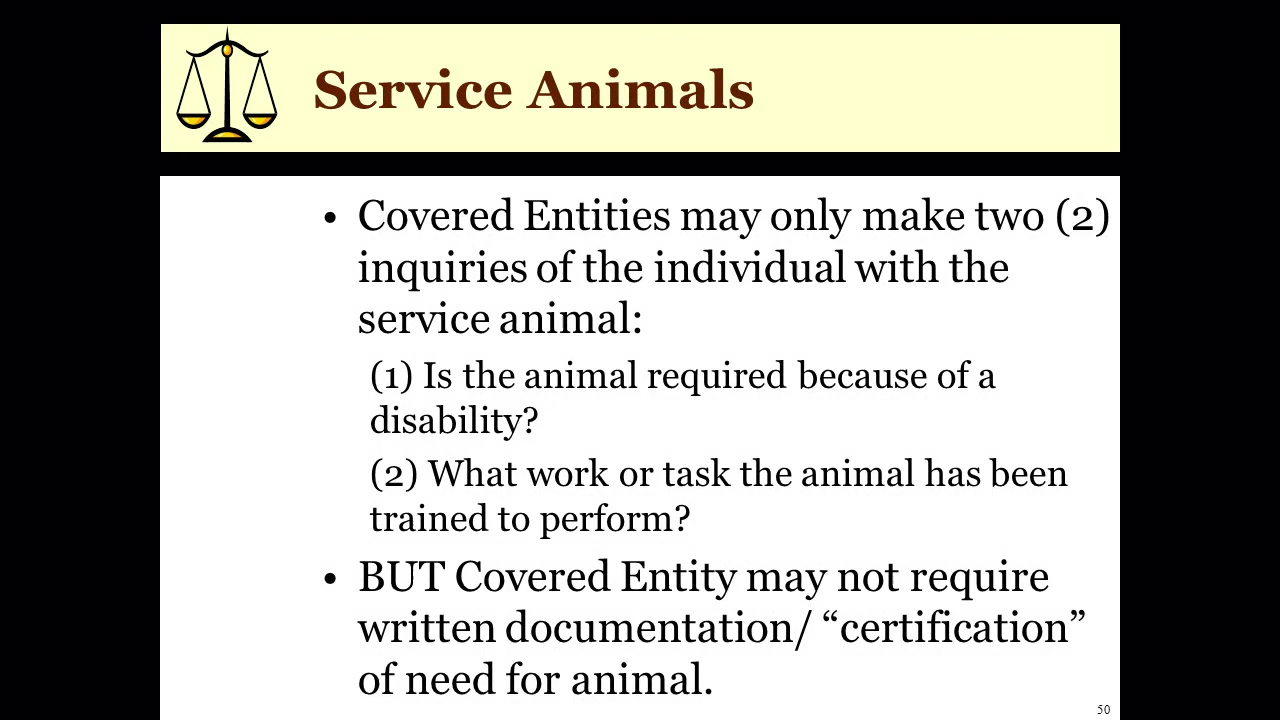 Service Animals
• Covered Entities may only make two (2)
inquiries of the individual with the
service animal:
(1) Is the animal required because of a
disability?
(2) What work or task the animal has been
trained to perform?
• BUT Covered Entity may not require
written documentation/ “certification”
of need for animal.
50